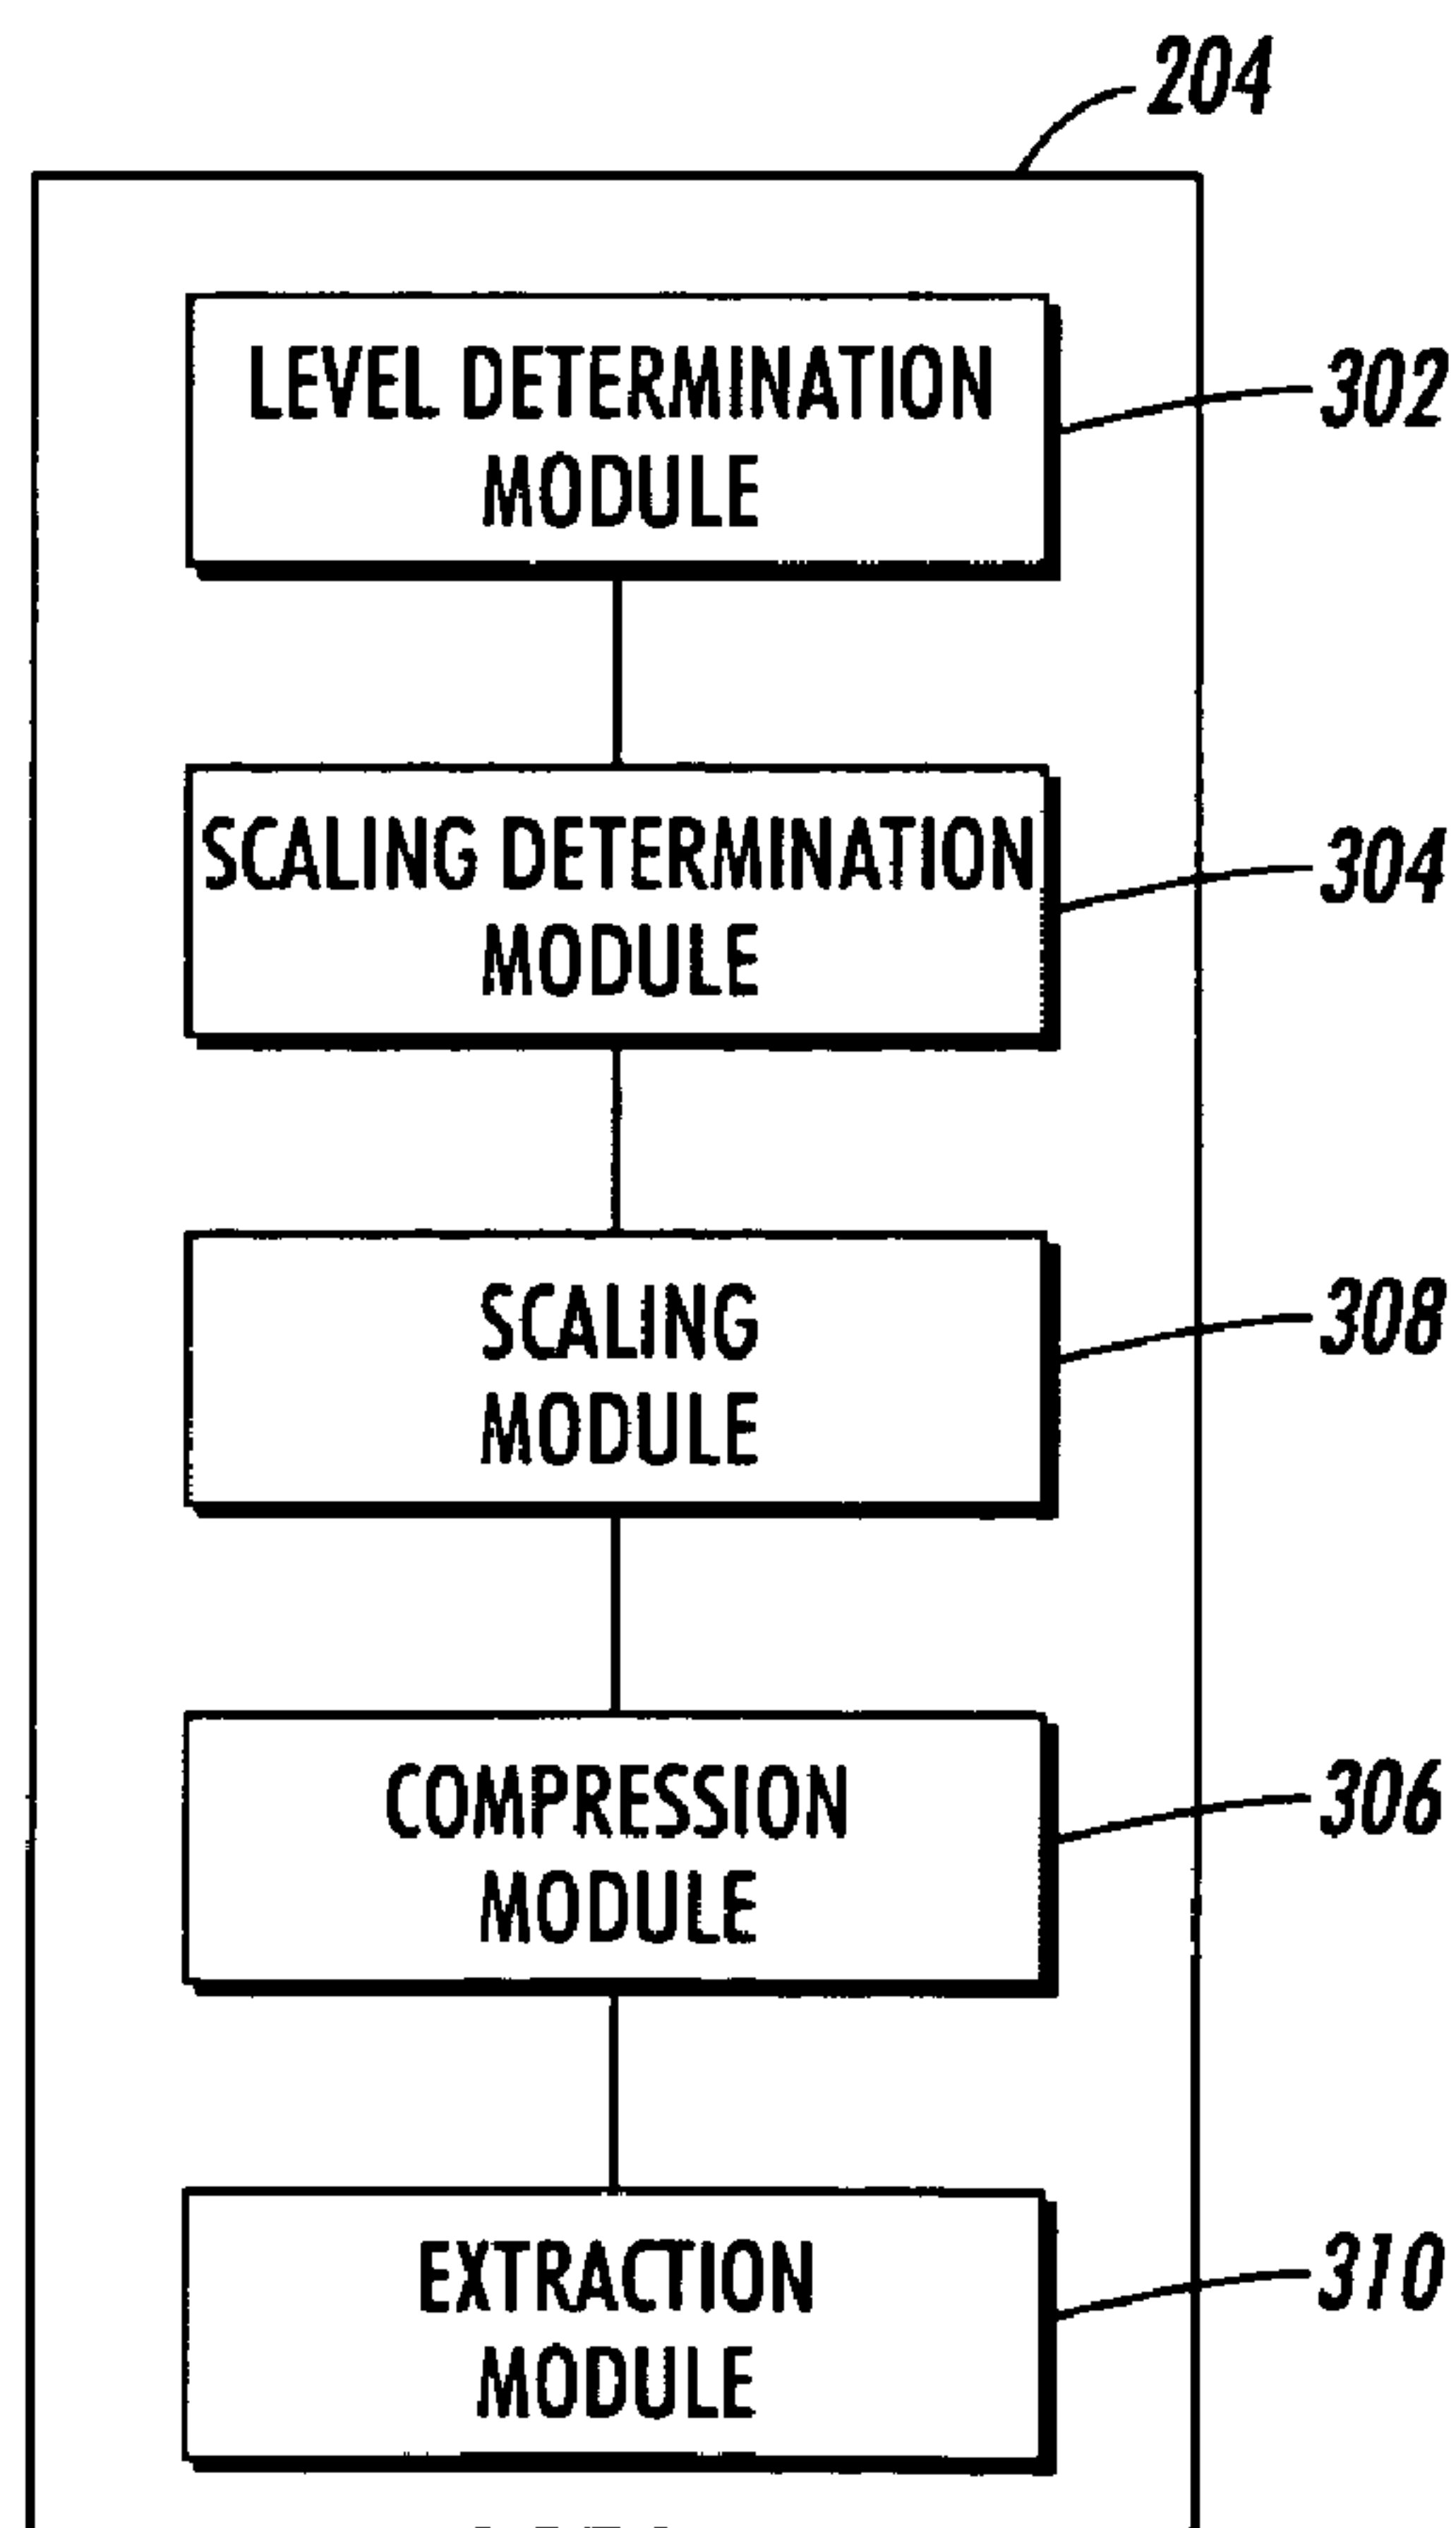 204
LEVEL DETERMINATION
MODULE
302
SCALING DETERMINATION
MODULE
304
SCALING
MODULE
308
COMPRESSION
MODULE
306
EXTRACTION
MODULE
310